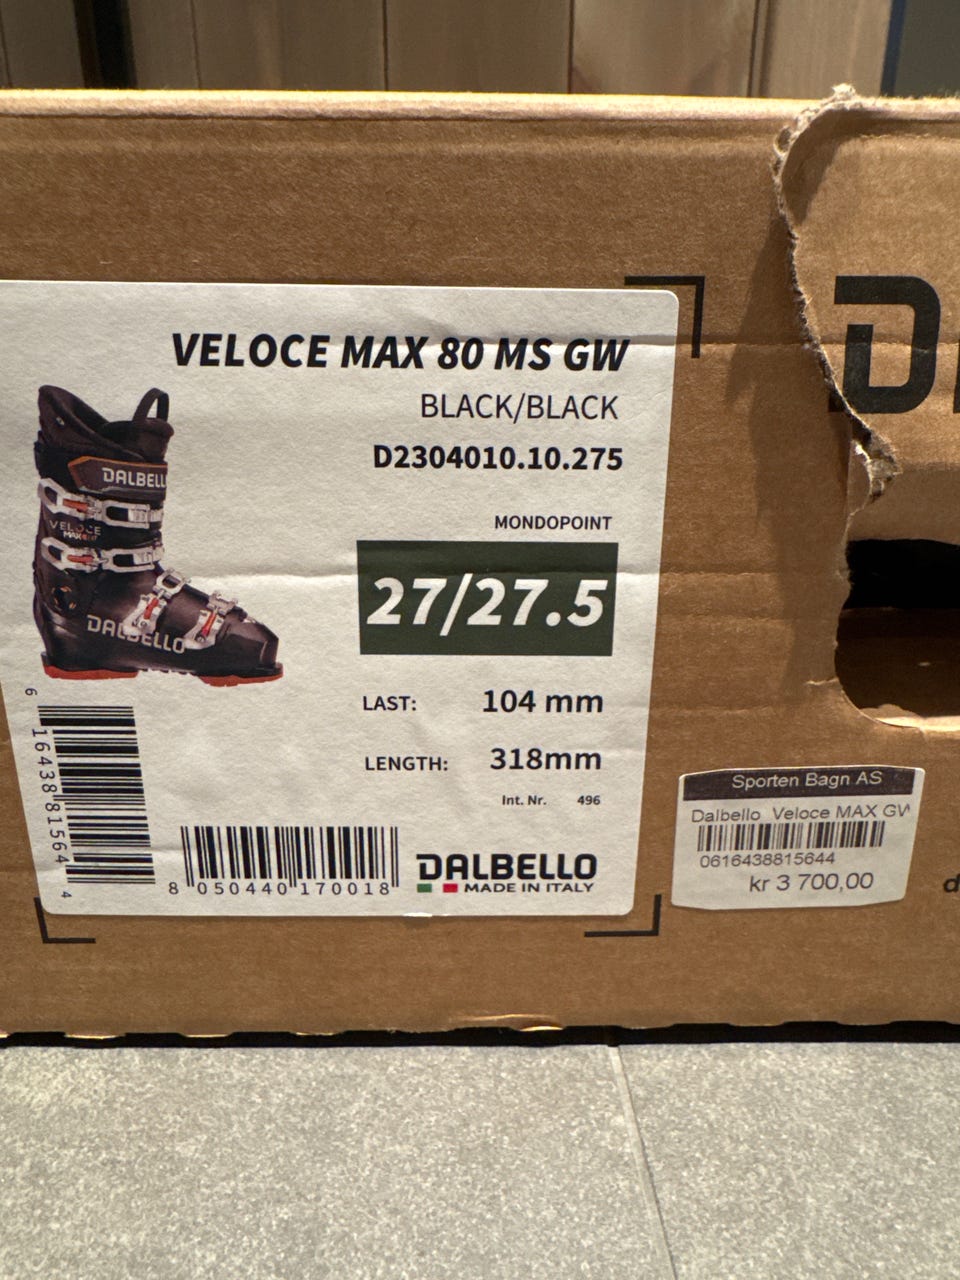 VELOCE MAX 80 MS GW
BLACK/BLACK
D2304010.10.275
MONDOPOINT
27/27.5
LAST: 104 mm
LENGTH: 318mm
Int. Nr. 496
DALBELLO
MADE IN ITALY
8 050440 170018
6 16438 81564 4
DALBELL
VELOCE
MAX
DALBELLO
Sporten Bagn AS
Dalbello Veloce MAX GW
0616438815644
kr 3 700,00
D
d